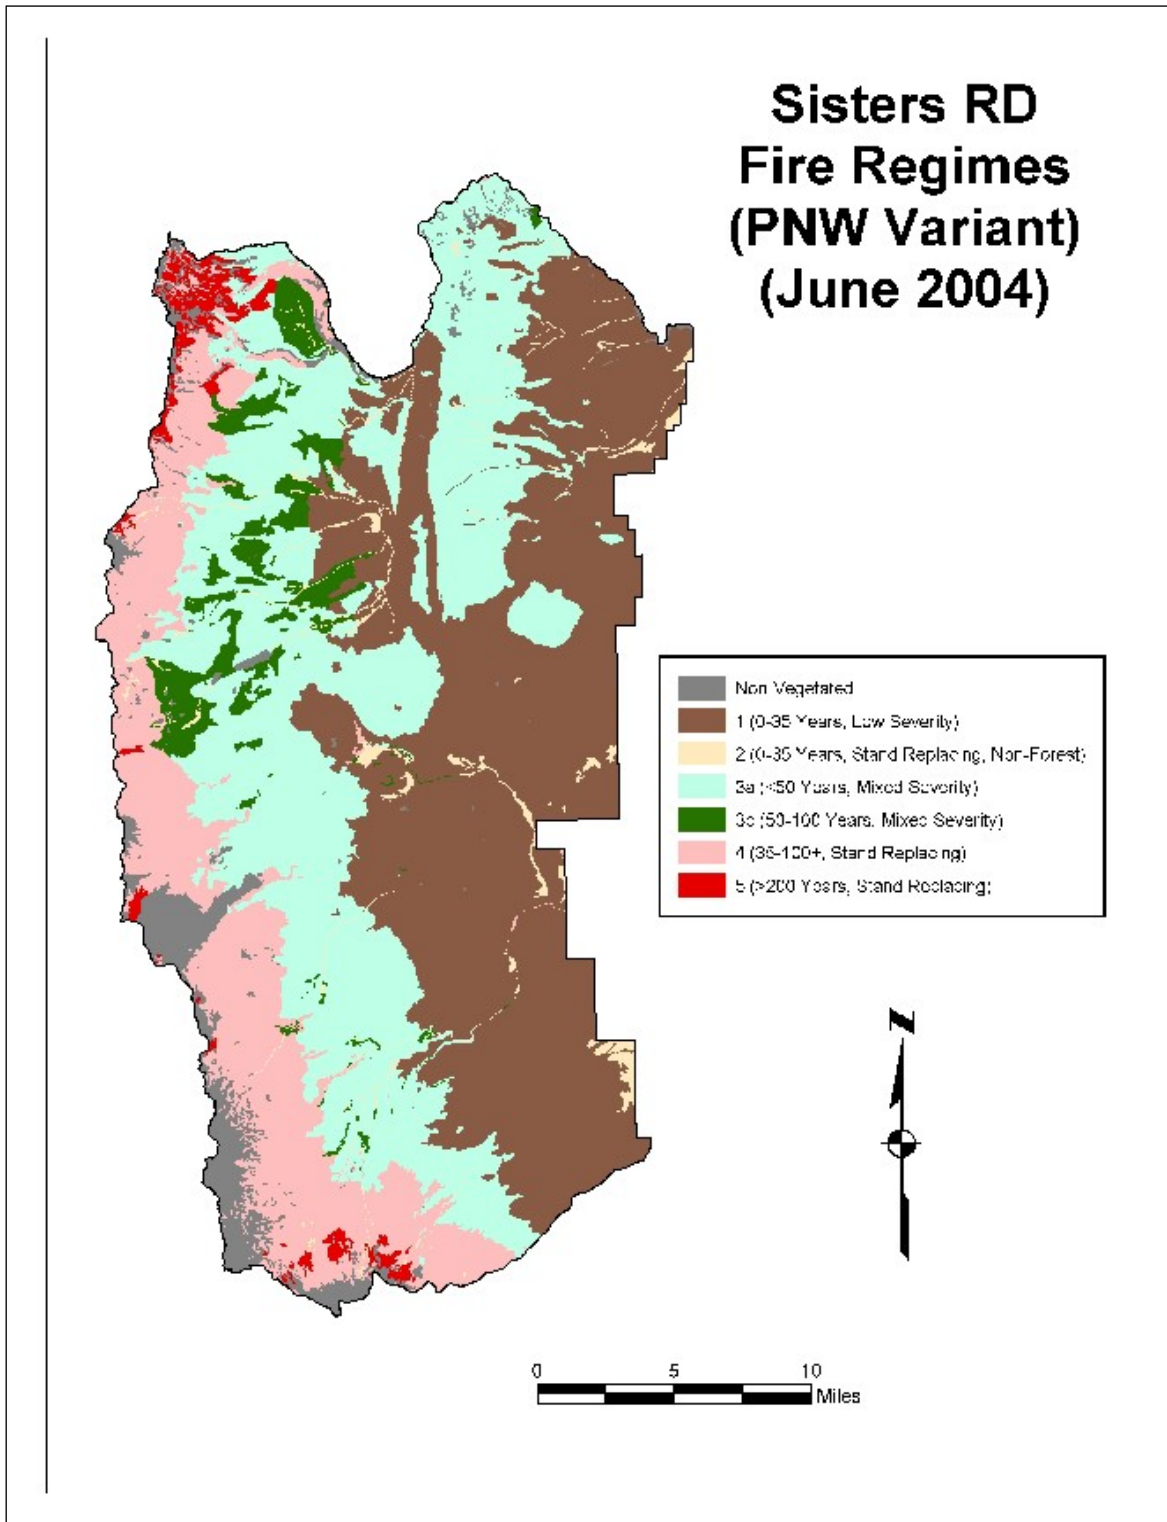 Sisters RD
Fire Regimes
(PNW Variant)
(June 2004)
Non Vegetated
1 (0-35 Years, Low Severity)
2 (0-35 Years, Stand Replacing, Non-Forest)
3a (<50 Years, Mixed Severity)
3c (50-100 Years, Mixed Severity)
4 (35-100+, Stand Replacing)
5 (>200 Years, Stand Replacing)
N
0 5 10
Miles